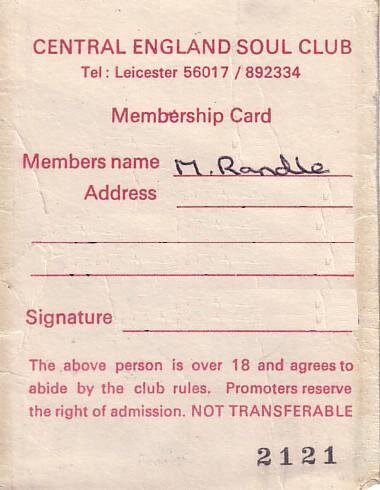 CENTRAL ENGLAND SOUL CLUB
Tel: Leicester 56017 / 892334
Membership Card
Members name M. Randle
Address
Signature
The above person is over 18 and agrees to
abide by the club rules. Promoters reserve
the right of admission. NOT TRANSFERABLE
2121